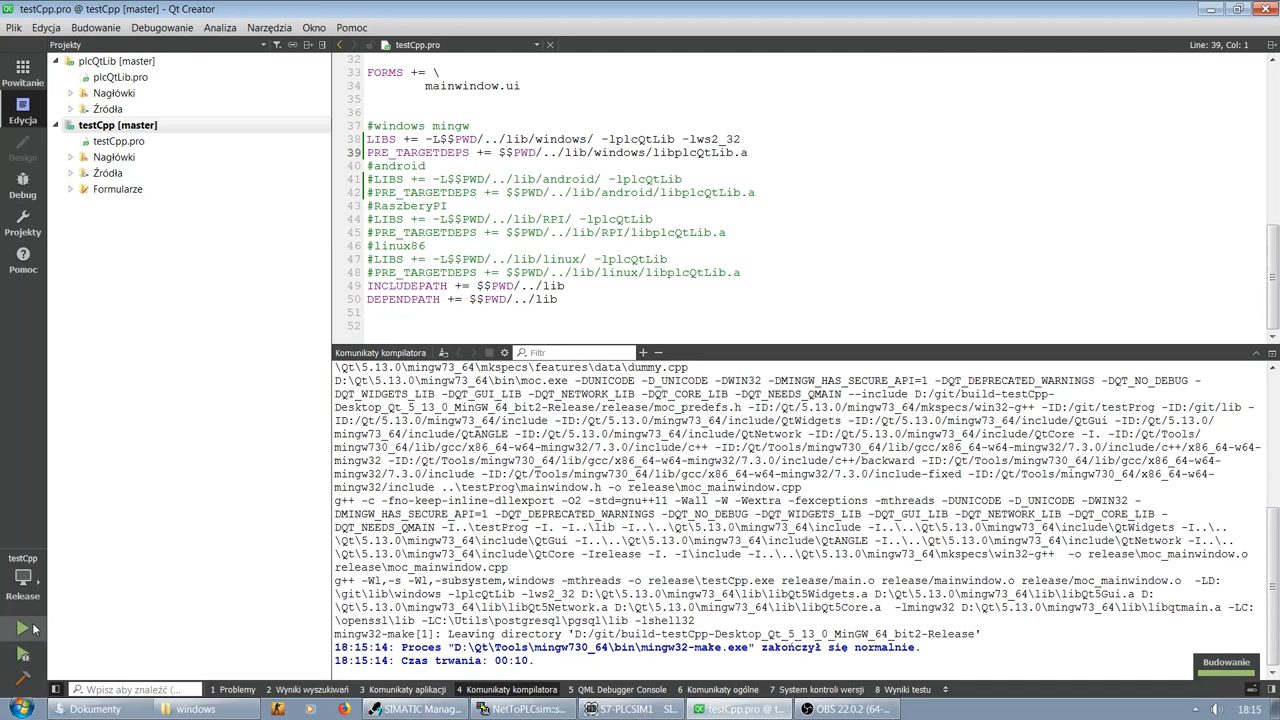 testCpp.pro @ testCpp [master] - Qt Creator
Plik Edycja Budowanie Debugowanie Analiza Narzędzia Okno Pomoc
Projekty
testCpp.pro
Line: 39, Col: 1
Powitanie
Edycja
Design
Debug
Projekty
Pomoc
testCpp
Release
plcQtLib [master]
plcQtLib.pro
Nagłówki
Źródła
testCpp [master]
testCpp.pro
Nagłówki
Źródła
Formularze
32
33 FORMS += \
34 mainwindow.ui
35
36
37 #windows mingw
38 LIBS += -L$$PWD/../lib/windows/ -lplcQtLib -lws2_32
39 PRE_TARGETDEPS += $$PWD/../lib/windows/libplcQtLib.a
40 #android
41 #LIBS += -L$$PWD/../lib/android/ -lplcQtLib
42 #PRE_TARGETDEPS += $$PWD/../lib/android/libplcQtLib.a
43 #RaszberyPI
44 #LIBS += -L$$PWD/../lib/RPI/ -lplcQtLib
45 #PRE_TARGETDEPS += $$PWD/../lib/RPI/libplcQtLib.a
46 #linux86
47 #LIBS += -L$$PWD/../lib/linux/ -lplcQtLib
48 #PRE_TARGETDEPS += $$PWD/../lib/linux/libplcQtLib.a
49 INCLUDEPATH += $$PWD/../lib
50 DEPENDPATH += $$PWD/../lib
51
52
Komunikaty kompilatora
Filtr
\Qt\5.13.0\mingw73_64\mkspecs\features\data\dummy.cpp
D:\Qt\5.13.0\mingw73_64\bin\moc.exe -DUNICODE -D_UNICODE -DWIN32 -DMINGW_HAS_SECURE_API=1 -DQT_DEPRECATED_WARNINGS -DQT_NO_DEBUG -
DQT_WIDGETS_LIB -DQT_GUI_LIB -DQT_NETWORK_LIB -DQT_CORE_LIB -DQT_NEEDS_QMAIN --include D:/git/build-testCpp-
Desktop_Qt_5_13_0_MinGW_64_bit2-Release/release/moc_predefs.h -ID:/Qt/5.13.0/mingw73_64/mkspecs/win32-g++ -ID:/git/testProg -ID:/git/lib -
ID:/Qt/5.13.0/mingw73_64/include -ID:/Qt/5.13.0/mingw73_64/include/QtWidgets -ID:/Qt/5.13.0/mingw73_64/include/QtGui -ID:/Qt/5.13.0/
mingw73_64/include/QtANGLE -ID:/Qt/5.13.0/mingw73_64/include/QtNetwork -ID:/Qt/5.13.0/mingw73_64/include/QtCore -I. -ID:/Qt/Tools/
mingw730_64/lib/gcc/x86_64-w64-mingw32/7.3.0/include/c++ -ID:/Qt/Tools/mingw730_64/lib/gcc/x86_64-w64-mingw32/7.3.0/include/c++/x86_64-w64-
mingw32 -ID:/Qt/Tools/mingw730_64/lib/gcc/x86_64-w64-mingw32/7.3.0/include/c++/backward -ID:/Qt/Tools/mingw730_64/lib/gcc/x86_64-w64-
mingw32/7.3.0/include -ID:/Qt/Tools/mingw730_64/lib/gcc/x86_64-w64-mingw32/7.3.0/include-fixed -ID:/Qt/Tools/mingw730_64/x86_64-w64-
mingw32/include ..\testProg\mainwindow.h -o release\moc_mainwindow.cpp
g++ -c -fno-keep-inline-dllexport -O2 -std=gnu++11 -Wall -W -Wextra -fexceptions -mthreads -DUNICODE -D_UNICODE -DWIN32 -
DMINGW_HAS_SECURE_API=1 -DQT_DEPRECATED_WARNINGS -DQT_NO_DEBUG -DQT_WIDGETS_LIB -DQT_GUI_LIB -DQT_NETWORK_LIB -DQT_CORE_LIB -
DQT_NEEDS_QMAIN -I..\testProg -I. -I..\lib -I..\..\Qt\5.13.0\mingw73_64\include -I..\..\Qt\5.13.0\mingw73_64\include\QtWidgets -I..\..
\Qt\5.13.0\mingw73_64\include\QtGui -I..\..\Qt\5.13.0\mingw73_64\include\QtANGLE -I..\..\Qt\5.13.0\mingw73_64\include\QtNetwork -I..\..
\Qt\5.13.0\mingw73_64\include\QtCore -Irelease -I. -I\include -I..\..\Qt\5.13.0\mingw73_64\mkspecs\win32-g++  -o release\moc_mainwindow.o
release\moc_mainwindow.cpp
g++ -Wl,-s -Wl,-subsystem,windows -mthreads -o release\testCpp.exe release/main.o release/mainwindow.o release/moc_mainwindow.o  -LD:
\git\lib\windows -lplcQtLib -lws2_32 D:\Qt\5.13.0\mingw73_64\lib\libQt5Widgets.a D:\Qt\5.13.0\mingw73_64\lib\libQt5Gui.a D:
\Qt\5.13.0\mingw73_64\lib\libQt5Network.a D:\Qt\5.13.0\mingw73_64\lib\libQt5Core.a  -lmingw32 D:\Qt\5.13.0\mingw73_64\lib\libqtmain.a -LC:
\openssl\lib -LC:\Utils\postgresql\pgsql\lib -lshell32
mingw32-make[1]: Leaving directory 'D:/git/build-testCpp-Desktop_Qt_5_13_0_MinGW_64_bit2-Release'
18:15:14: Proces "D:\Qt\Tools\mingw730_64\bin\mingw32-make.exe" zakończył się normalnie.
18:15:14: Czas trwania: 00:10.
Budowanie
Wpisz aby znaleźć (...
1 Problemy 2 Wyniki wyszukiwań 3 Komunikaty aplikacji 4 Komunikaty kompilatora 5 QML Debugger Console 6 Komunikaty ogólne 7 System kontroli wersji 8 Wyniki testu
Dokumenty windows SIMATIC Manag... NetToPLCsim::s... S7-PLCSIM1 SI... testCpp.pro @ t... OBS 22.0.2 (64-... 18:15